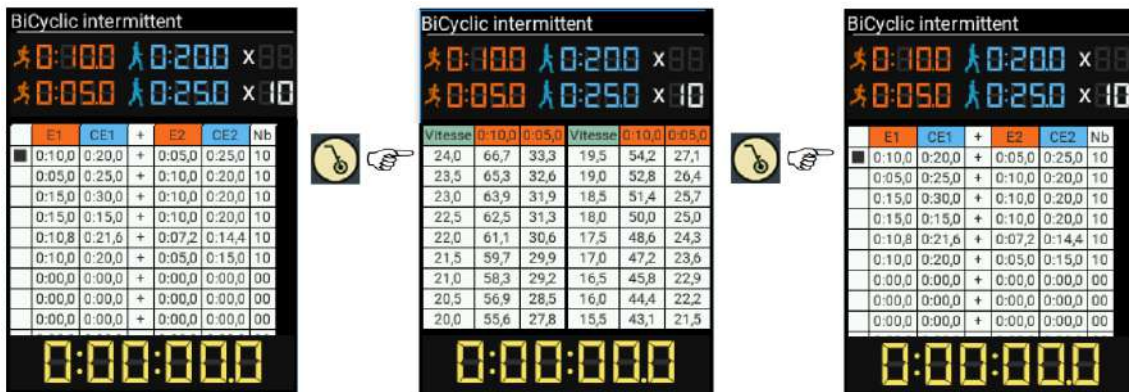 BiCyclic intermittent
0:10.0 0:20.0 x
0:05.0 0:25.0 x 10
E1 CE1 + E2 CE2 Nb
0:10,0 0:20,0 + 0:05,0 0:25,0 10
0:05,0 0:25,0 + 0:10,0 0:20,0 10
0:15,0 0:30,0 + 0:10,0 0:20,0 10
0:15,0 0:15,0 + 0:10,0 0:20,0 10
0:10,8 0:21,6 + 0:07,2 0:14,4 10
0:10,0 0:20,0 + 0:05,0 0:15,0 10
0:00,0 0:00,0 + 0:00,0 0:00,0 00
0:00,0 0:00,0 + 0:00,0 0:00,0 00
0:00,0 0:00,0 + 0:00,0 0:00,0 00
0:00:00.0
BiCyclic intermittent
0:10.0 0:20.0 x
0:05.0 0:25.0 x 10
Vitesse 0:10,0 0:05,0 Vitesse 0:10,0 0:05,0
24,0 66,7 33,3 19,5 54,2 27,1
23,5 65,3 32,6 19,0 52,8 26,4
23,0 63,9 31,9 18,5 51,4 25,7
22,5 62,5 31,3 18,0 50,0 25,0
22,0 61,1 30,6 17,5 48,6 24,3
21,5 59,7 29,9 17,0 47,2 23,6
21,0 58,3 29,2 16,5 45,8 22,9
20,5 56,9 28,5 16,0 44,4 22,2
20,0 55,6 27,8 15,5 43,1 21,5
0:00:00.0
BiCyclic intermittent
0:10.0 0:20.0 x
0:05.0 0:25.0 x 10
E1 CE1 + E2 CE2 Nb
0:10,0 0:20,0 + 0:05,0 0:25,0 10
0:05,0 0:25,0 + 0:10,0 0:20,0 10
0:15,0 0:30,0 + 0:10,0 0:20,0 10
0:15,0 0:15,0 + 0:10,0 0:20,0 10
0:10,8 0:21,6 + 0:07,2 0:14,4 10
0:10,0 0:20,0 + 0:05,0 0:15,0 10
0:00,0 0:00,0 + 0:00,0 0:00,0 00
0:00,0 0:00,0 + 0:00,0 0:00,0 00
0:00,0 0:00,0 + 0:00,0 0:00,0 00
0:00:00.0